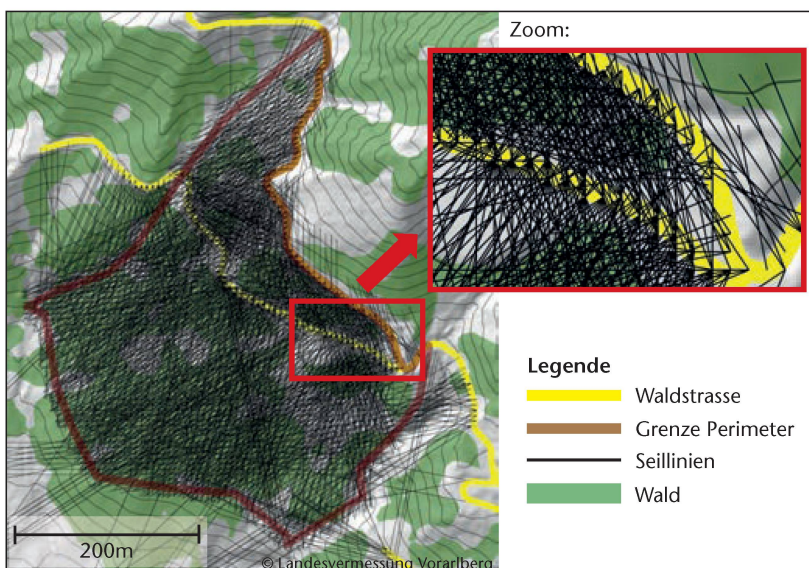 Zoom:
Legende
Waldstrasse
Grenze Perimeter
Seillinien
Wald
200m
© Landesvermessung Vorarlberg